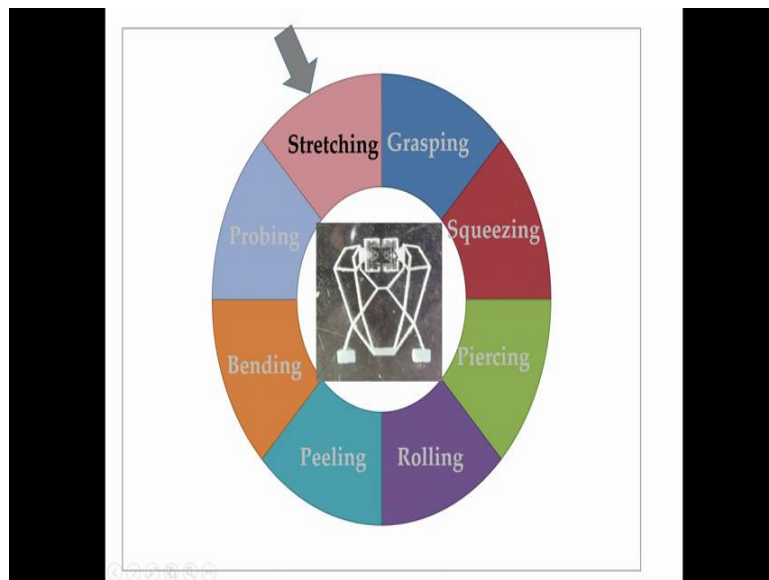 Stretching
Grasping
Probing
Squeezing
Bending
Piercing
Peeling
Rolling